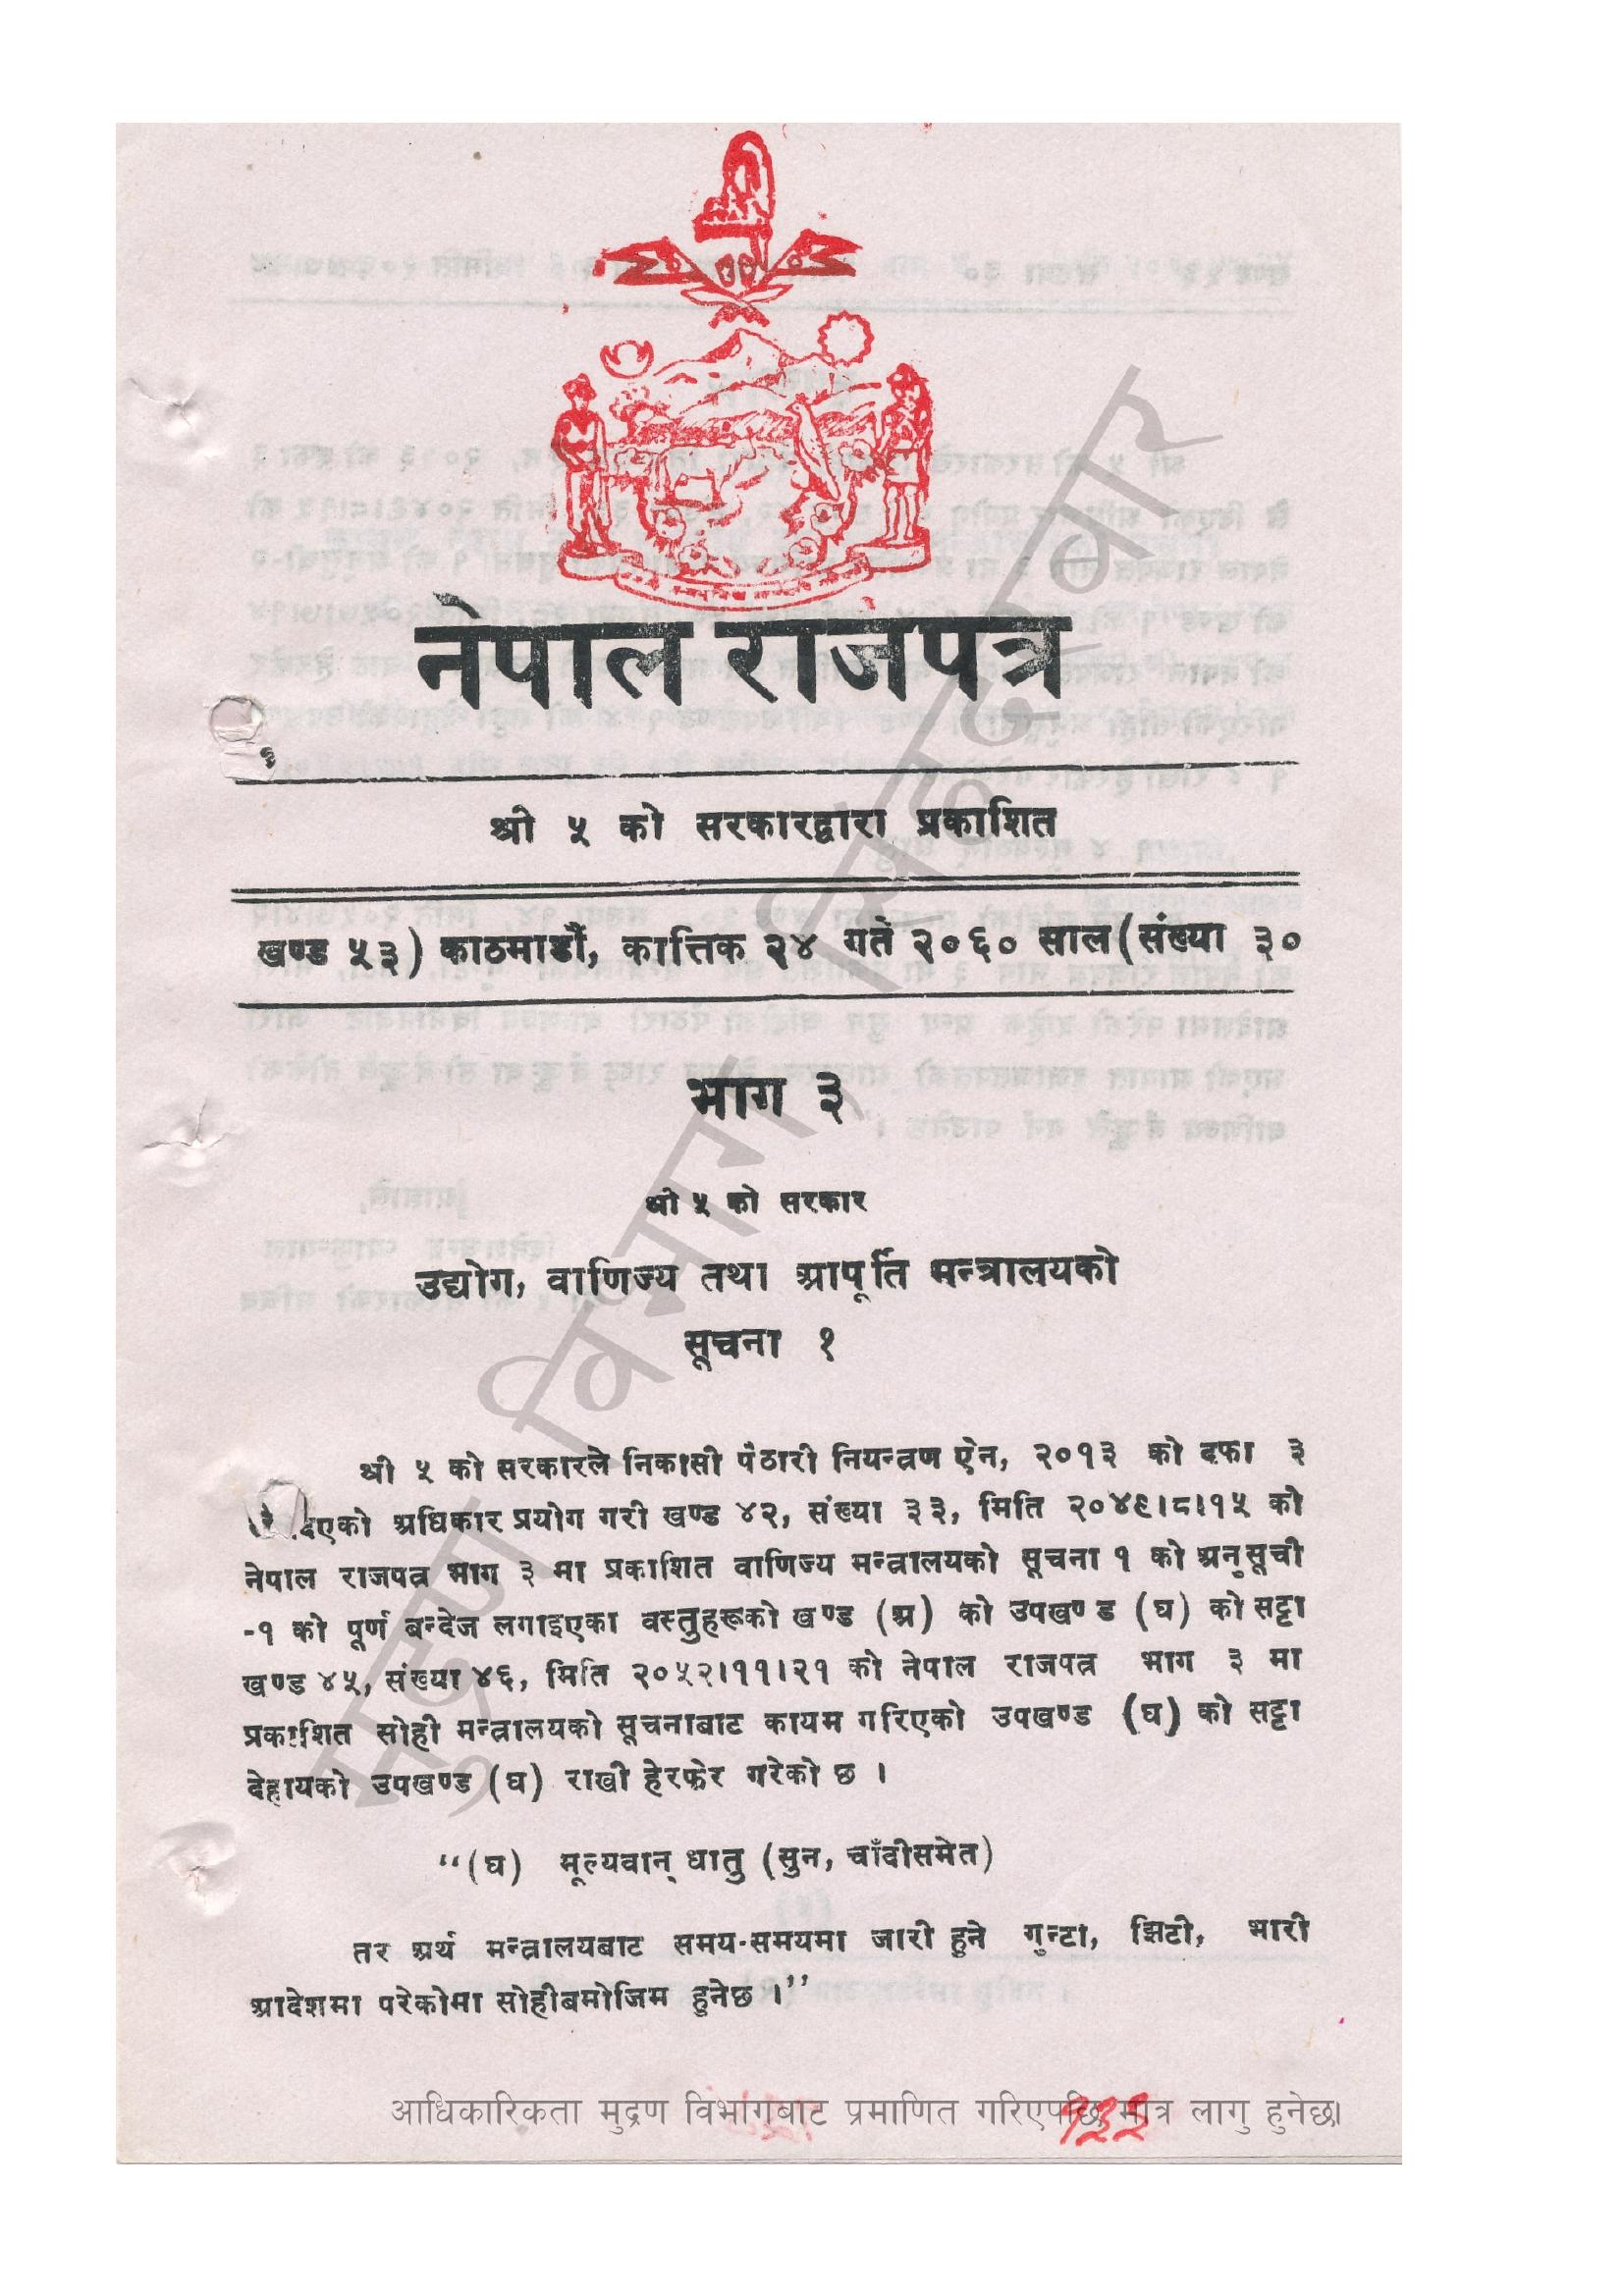 नेपाल राजपत्र
श्री ५ को सरकारद्वारा प्रकाशित
खण्ड ५३) काठमाडौं, कात्तिक २४ गते २०६० साल (संख्या ३०
भाग ३
श्री ५ को सरकार
उद्योग, वाणिज्य तथा आपूर्ति मन्त्रालयको
सूचना १
श्री ५ को सरकारले निकासी पैठारी नियन्त्रण ऐन, २०१३ को दफा ३
दिएको अधिकार प्रयोग गरी खण्ड ४२, संख्या ३३, मिति २०४९।८।१५ को
नेपाल राजपत्र भाग ३ मा प्रकाशित वाणिज्य मन्त्रालयको सूचना १ को अनुसूची
-१ को पूर्ण बन्देज लगाइएका वस्तुहरूको खण्ड (अ) को उपखण्ड (घ) को सट्टा
खण्ड ४५, संख्या ४६, मिति २०५२।११।२१ को नेपाल राजपत्र भाग ३ मा
प्रकाशित सोही मन्त्रालयको सूचनाबाट कायम गरिएको उपखण्ड (घ) को सट्टा
देहायको उपखण्ड (घ) राखी हेरफेर गरेको छ ।
“(घ) मूल्यवान् धातु (सुन, चाँदीसमेत)
तर अर्थ मन्त्रालयबाट समय-समयमा जारी हुने गुन्टा, झिटी, भारी
आदेशमा परेकोमा सोहीबमोजिम हुनेछ ।”
मुद्रण विभाग, सिंहदरवार
आधिकारिकता मुद्रण विभागबाट प्रमाणित गरिएपछि मात्र लागु हुनेछ।
१३३